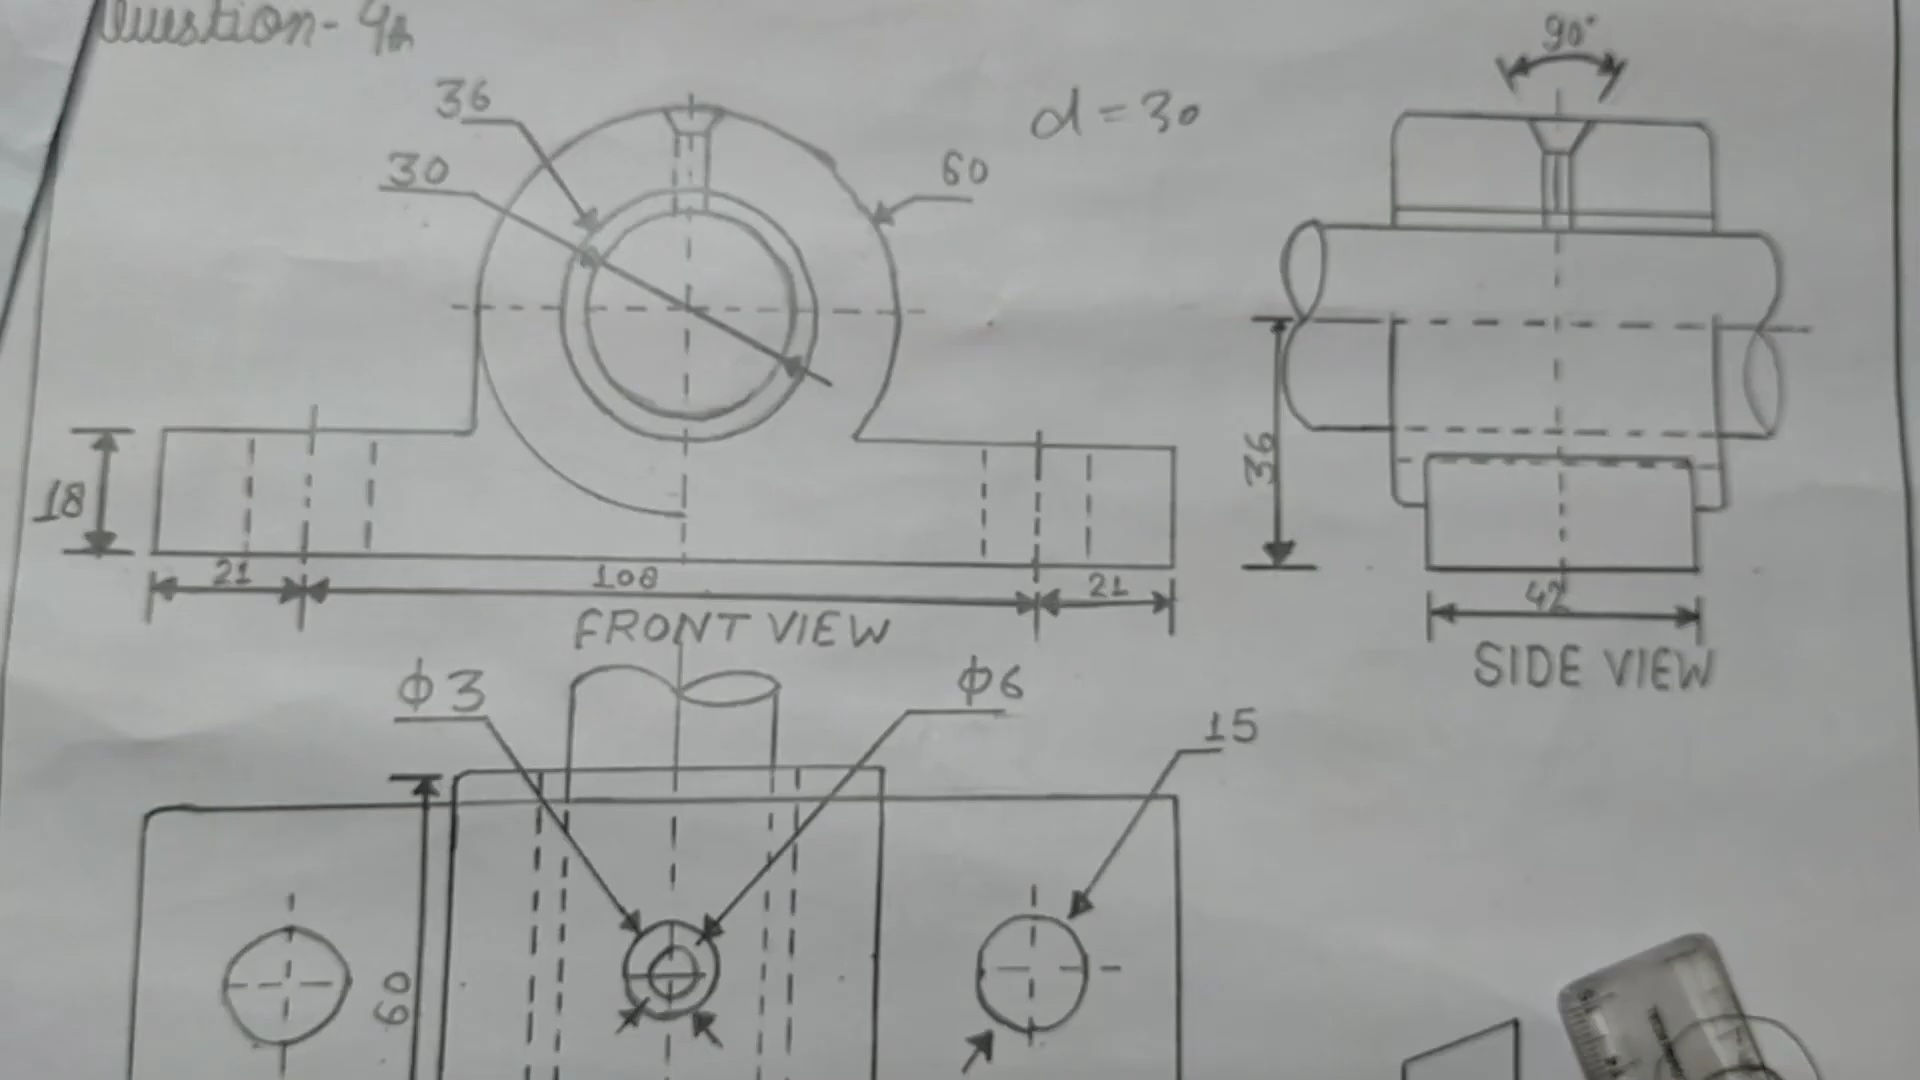 Question - 4th
36
30
d = 30
60
90°
18
36
21
108
21
42
FRONT VIEW
SIDE VIEW
ϕ3
ϕ6
15
60